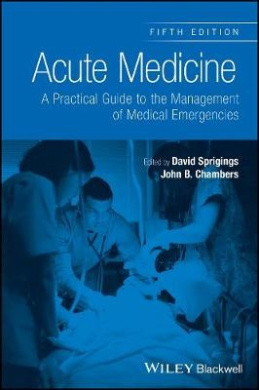 FIFTH EDITION
Acute Medicine
A Practical Guide to the Management
of Medical Emergencies
Edited by David Sprigings
John B. Chambers
WILEY Blackwell